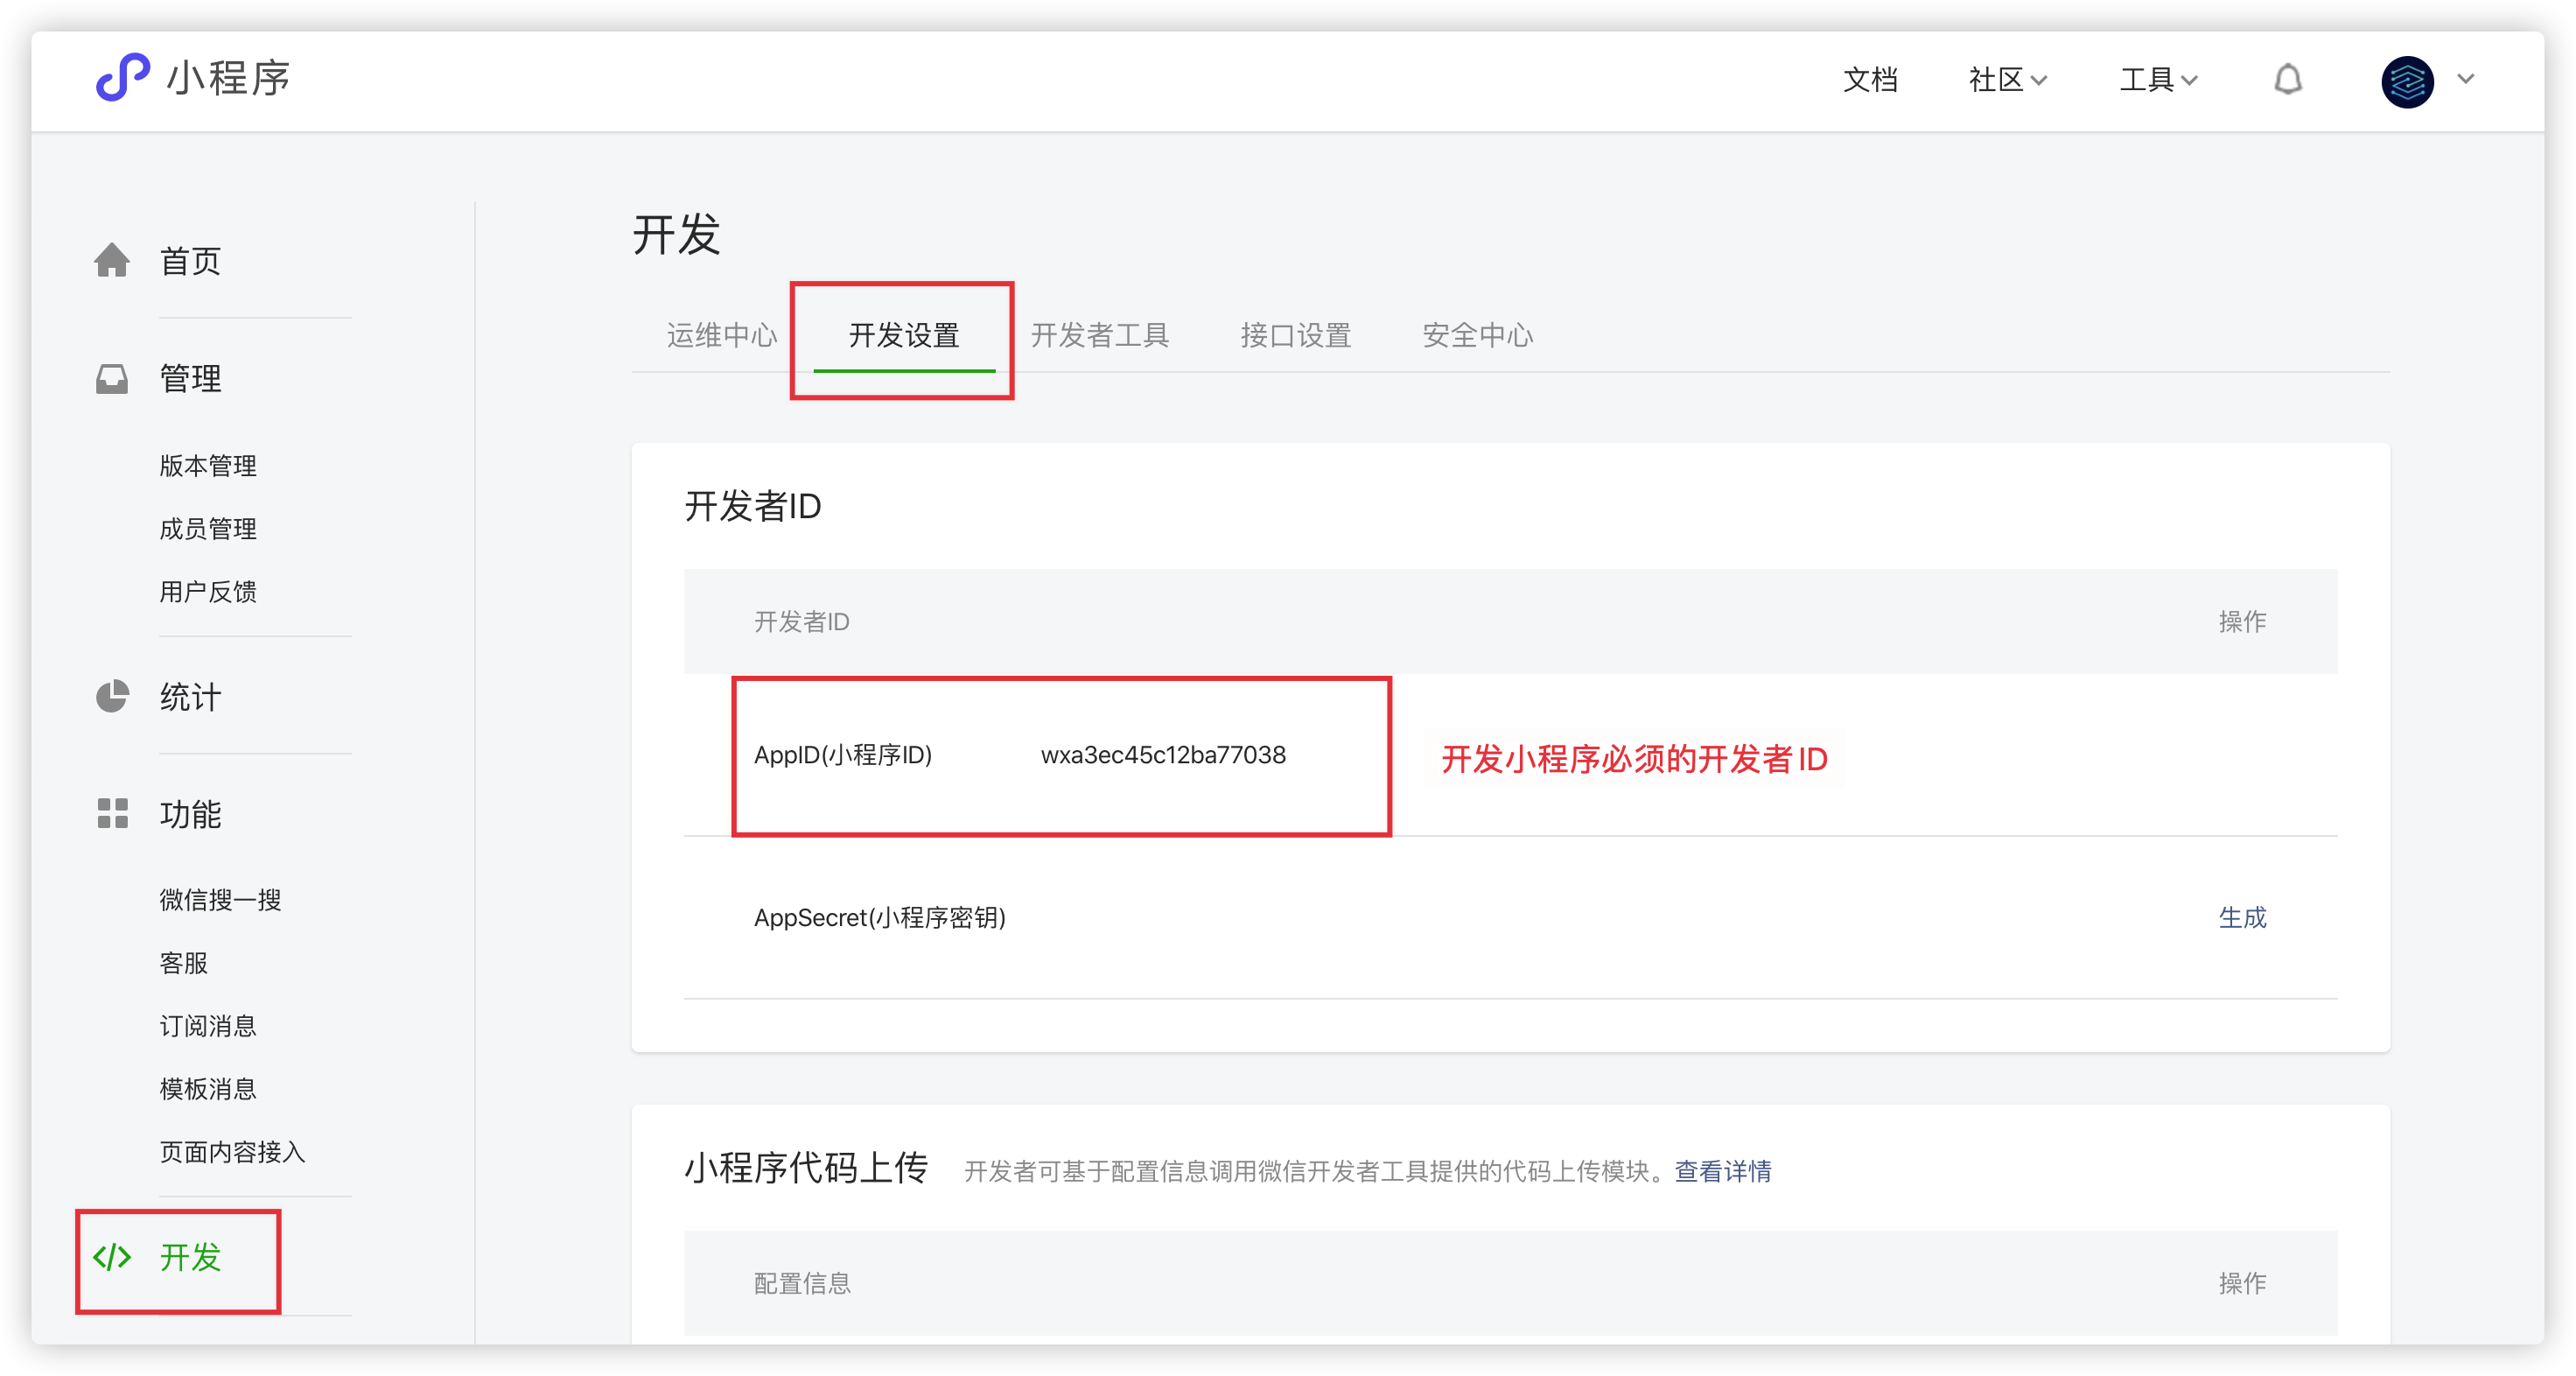 小程序
文档 社区 工具
首页
管理
版本管理
成员管理
用户反馈
统计
功能
微信搜一搜
客服
订阅消息
模板消息
页面内容接入
开发
开发
运维中心 开发设置 开发者工具 接口设置 安全中心
开发者ID
开发者ID 操作
AppID(小程序ID) wxa3ec45c12ba77038 开发小程序必须的开发者ID
AppSecret(小程序密钥) 生成
小程序代码上传 开发者可基于配置信息调用微信开发者工具提供的代码上传模块。查看详情
配置信息 操作